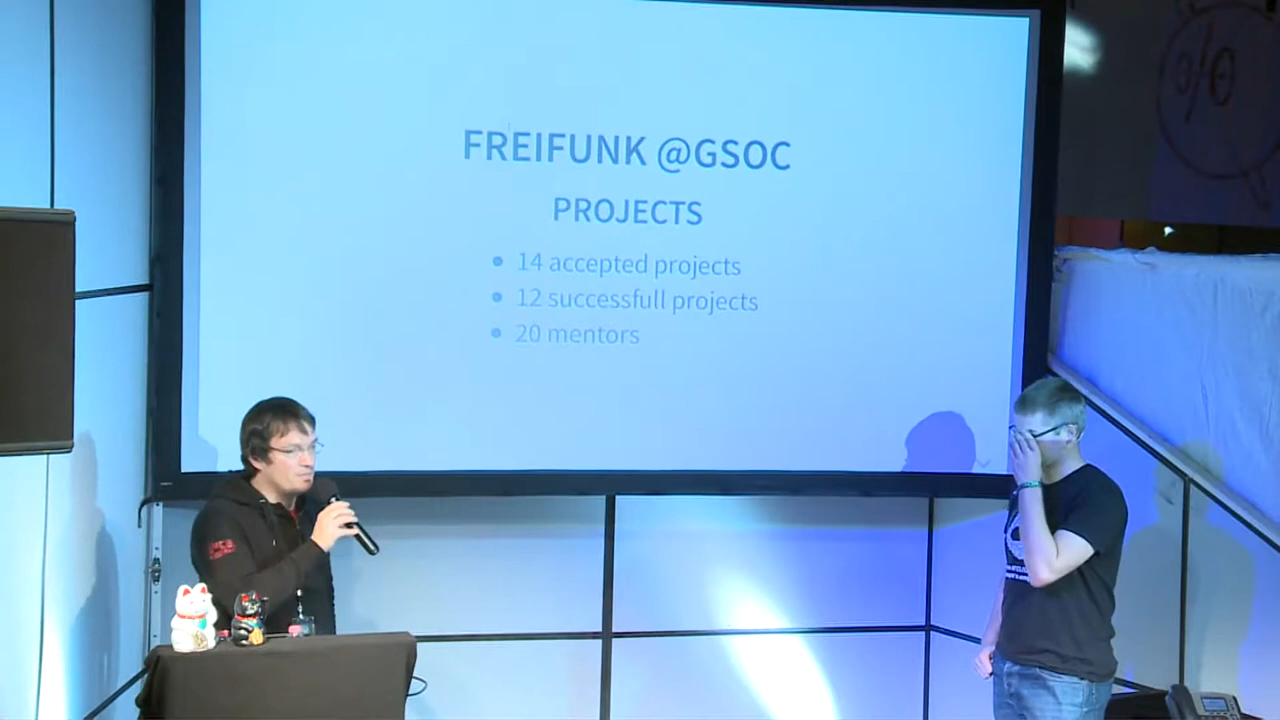 FREIFUNK @GSOC
PROJECTS
14 accepted projects
12 successfull projects
20 mentors